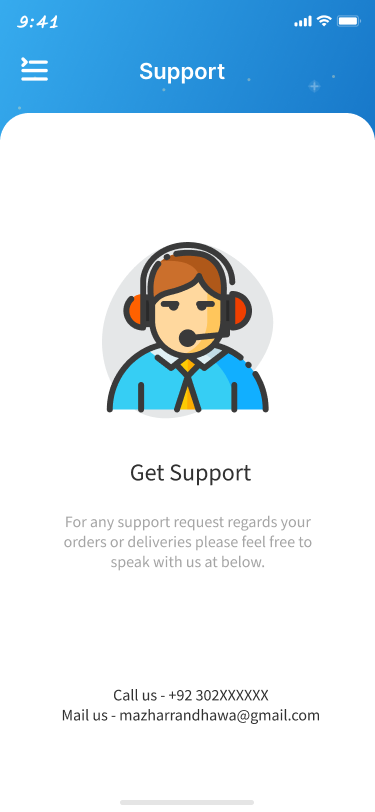 9:41
Support
Get Support
For any support request regards your
orders or deliveries please feel free to
speak with us at below.
Call us - +92 302XXXXXX
Mail us - mazharrandhawa@gmail.com